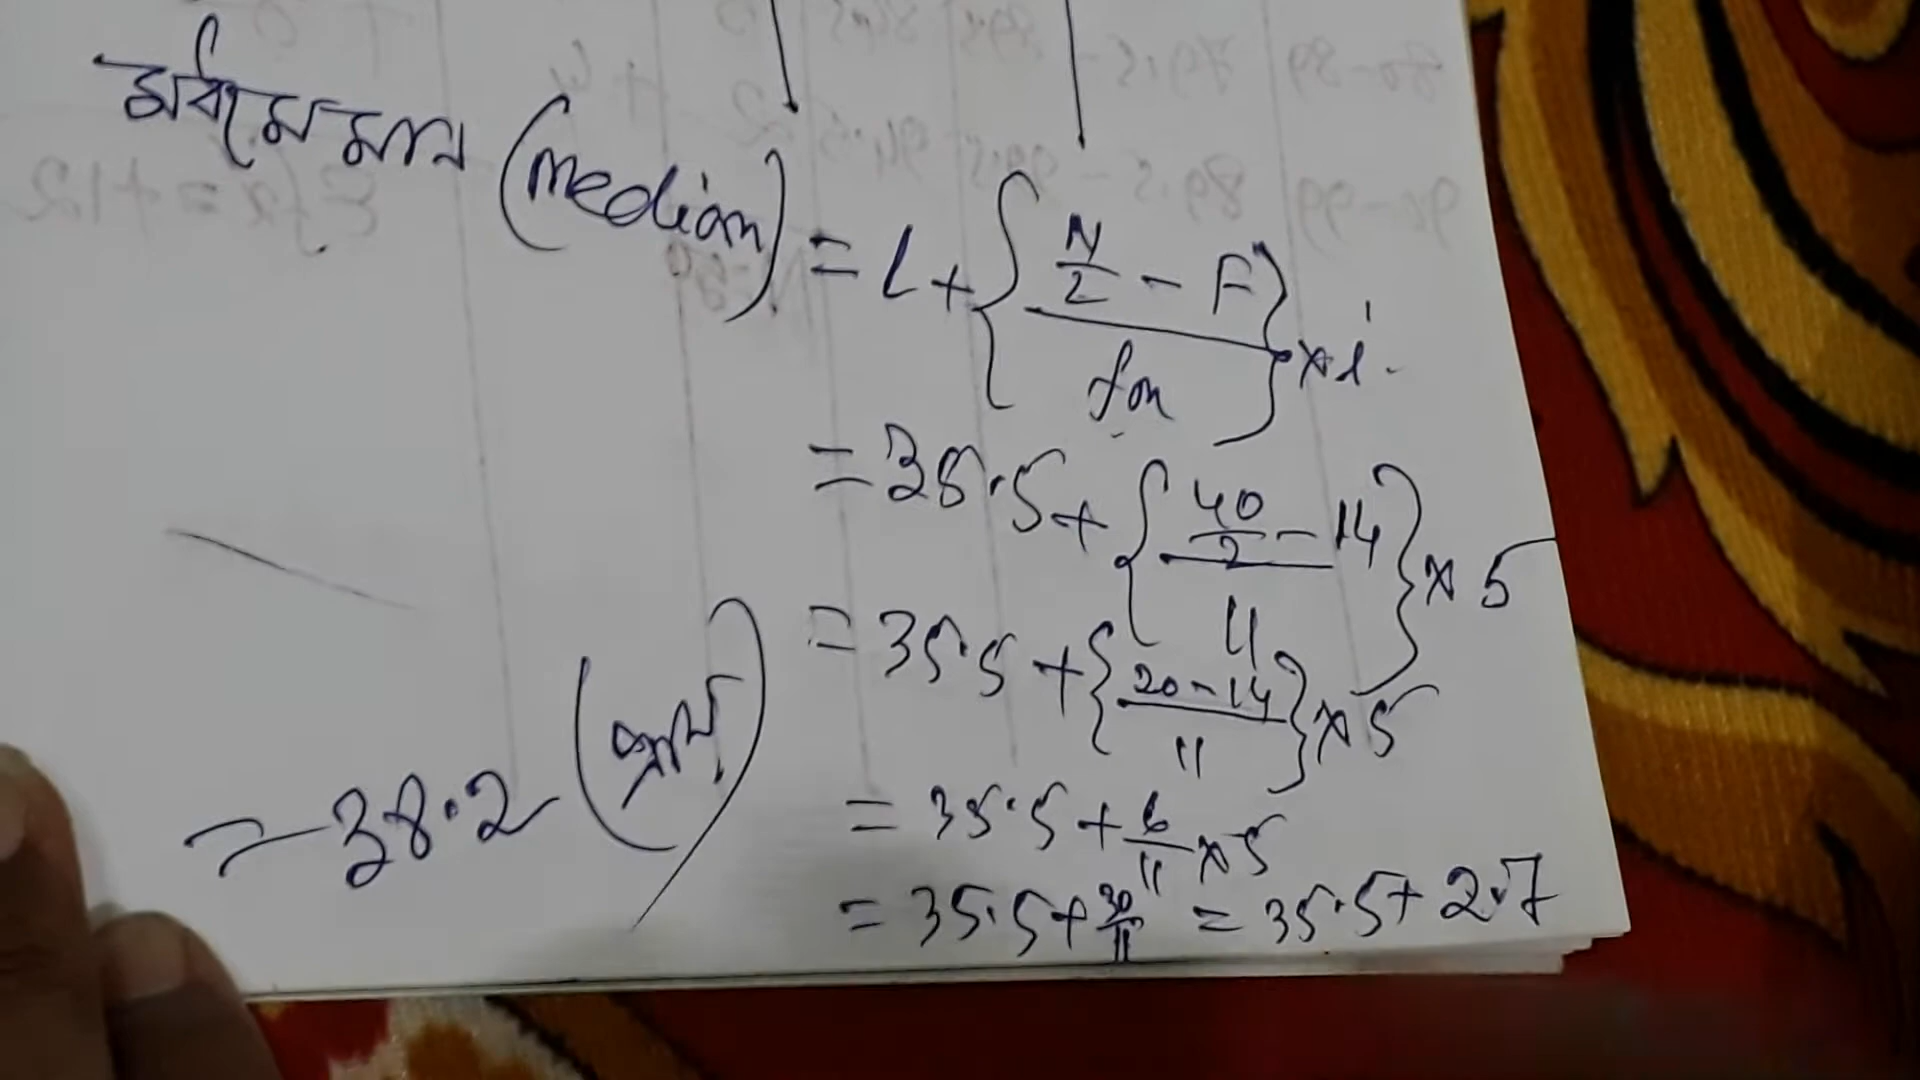 মধ্যমমান (median) = L + { (N/2 - F) / fm } × i.
= 35.5 + { (40/2 - 14) / 11 } × 5
= 35.5 + { (20 - 14) / 11 } × 5
= 35.5 + 6/11 × 5
= 35.5 + 30/11 = 35.5 + 2.7
= 38.2 (প্রায়)